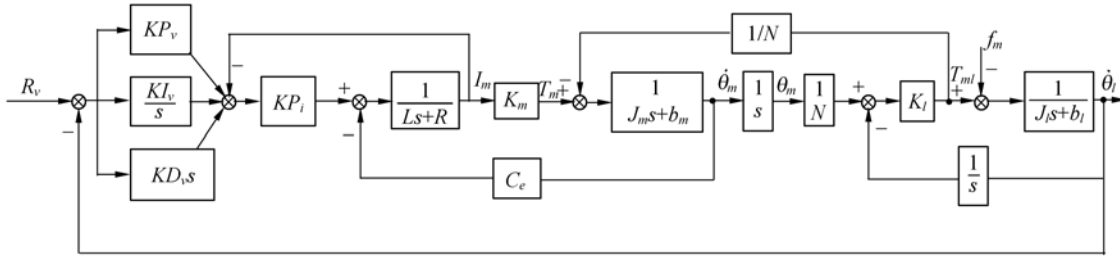 R_v
−
KP_v
KI_v/s
KD_v s
−
KP_i
+
−
1/(Ls+R)
I_m
K_m
T_m
−
+
1/N
1/(J_m s+b_m)
C_e
θ̇_m
1/s
θ_m
1/N
+
−
K_l
T_ml
+
f_m
−
1/(J_l s+b_l)
θ̇_l
1/s